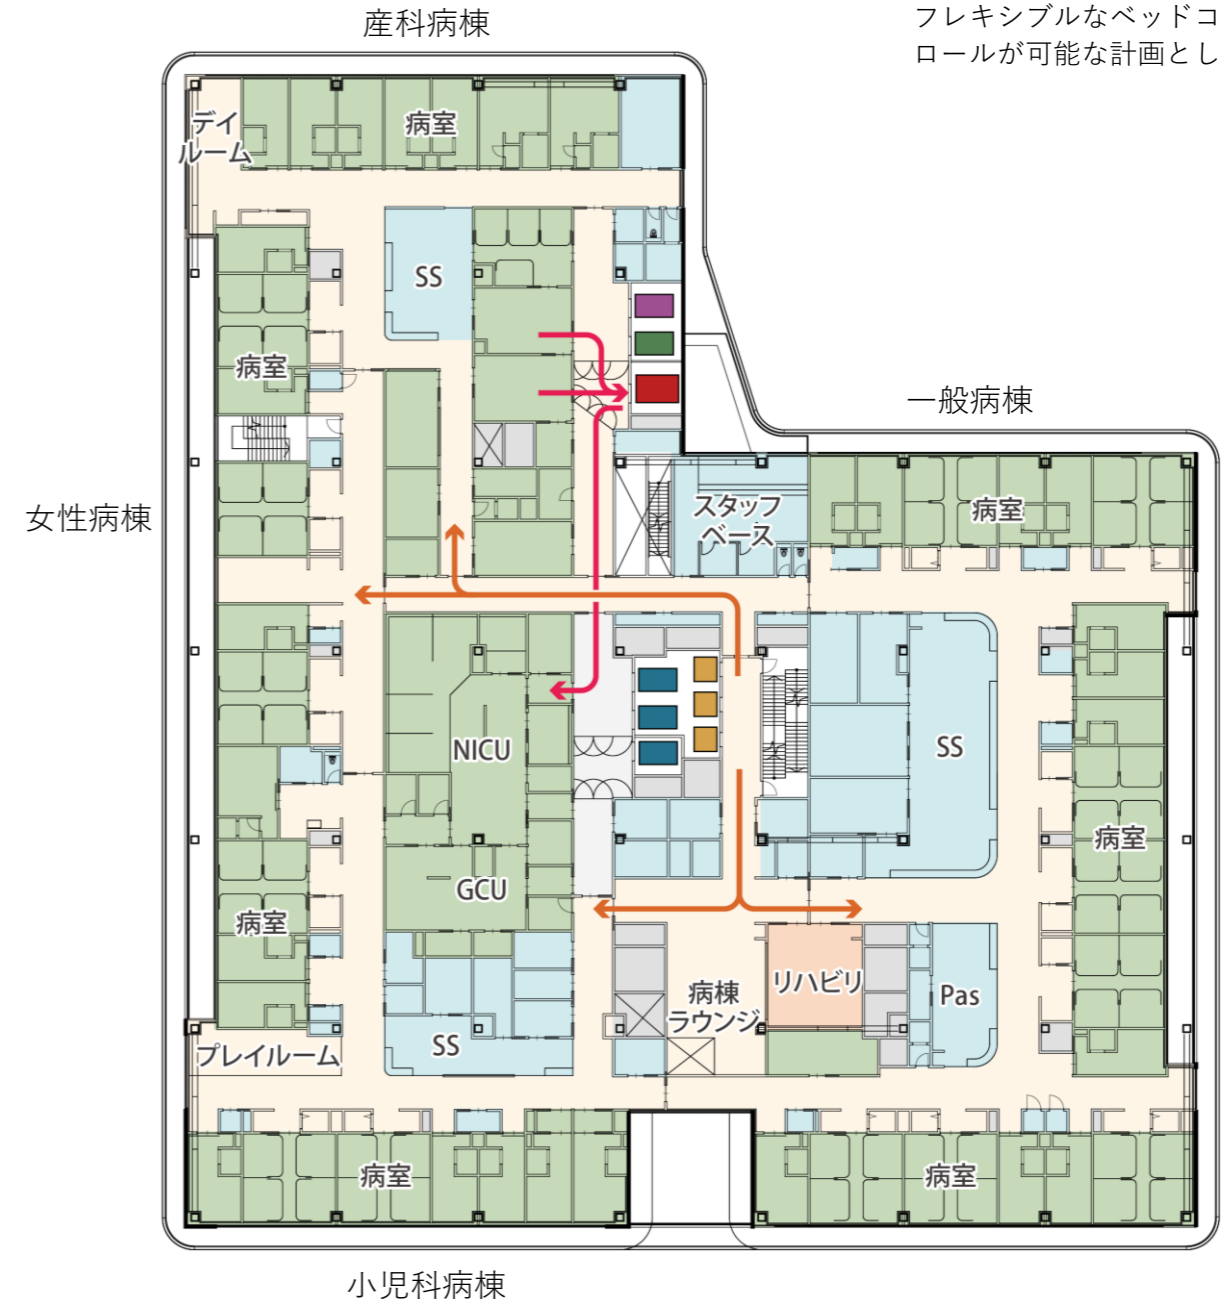 産科病棟
フレキシブルなベッドコ
ロールが可能な計画とし
デイ
ルーム
病室
SS
病室
一般病棟
女性病棟
スタッフ
ベース
病室
NICU
SS
病室
GCU
病室
リハビリ
病棟
ラウンジ
Pas
SS
プレイルーム
病室
病室
小児科病棟